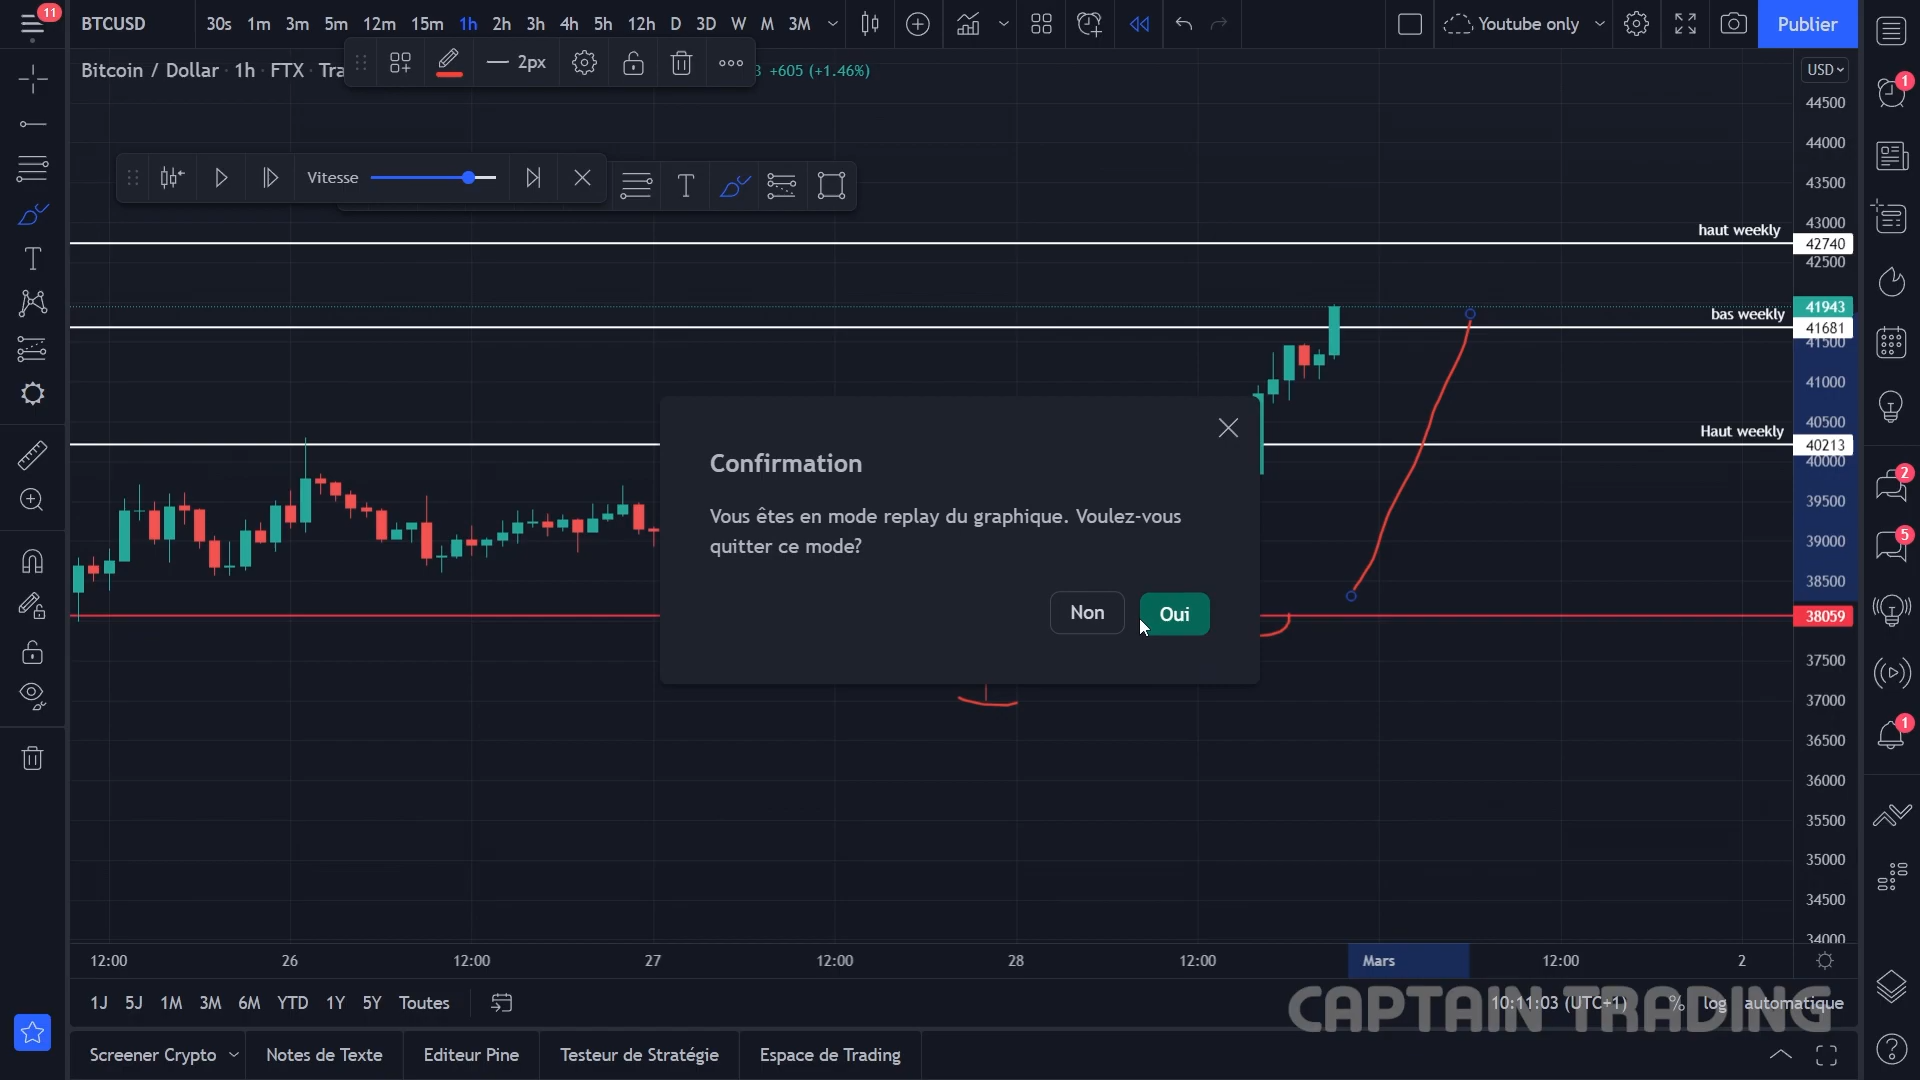 11
BTCUSD
30s 1m 3m 5m 12m 15m 1h 2h 3h 4h 5h 12h D 3D W M 3M
Youtube only
Publier
Bitcoin / Dollar · 1h · FTX · Tra
2px
3 +605 (+1.46%)
USD
1
44500
44000
Vitesse
43500
43000
haut weekly
42740
42500
41943
bas weekly
41681
41500
41000
40500
Haut weekly
40213
40000
Confirmation
Vous êtes en mode replay du graphique. Voulez-vous
quitter ce mode?
Non
Oui
2
39500
39000
5
38500
38059
37500
37000
36500
1
36000
35500
35000
34500
34000
12:00 26 12:00 27 12:00 28 12:00 Mars 12:00 2
1J 5J 1M 3M 6M YTD 1Y 5Y Toutes
10:11:03 (UTC+1) % log automatique
CAPTAIN TRADING
Screener Crypto Notes de Texte Editeur Pine Testeur de Stratégie Espace de Trading